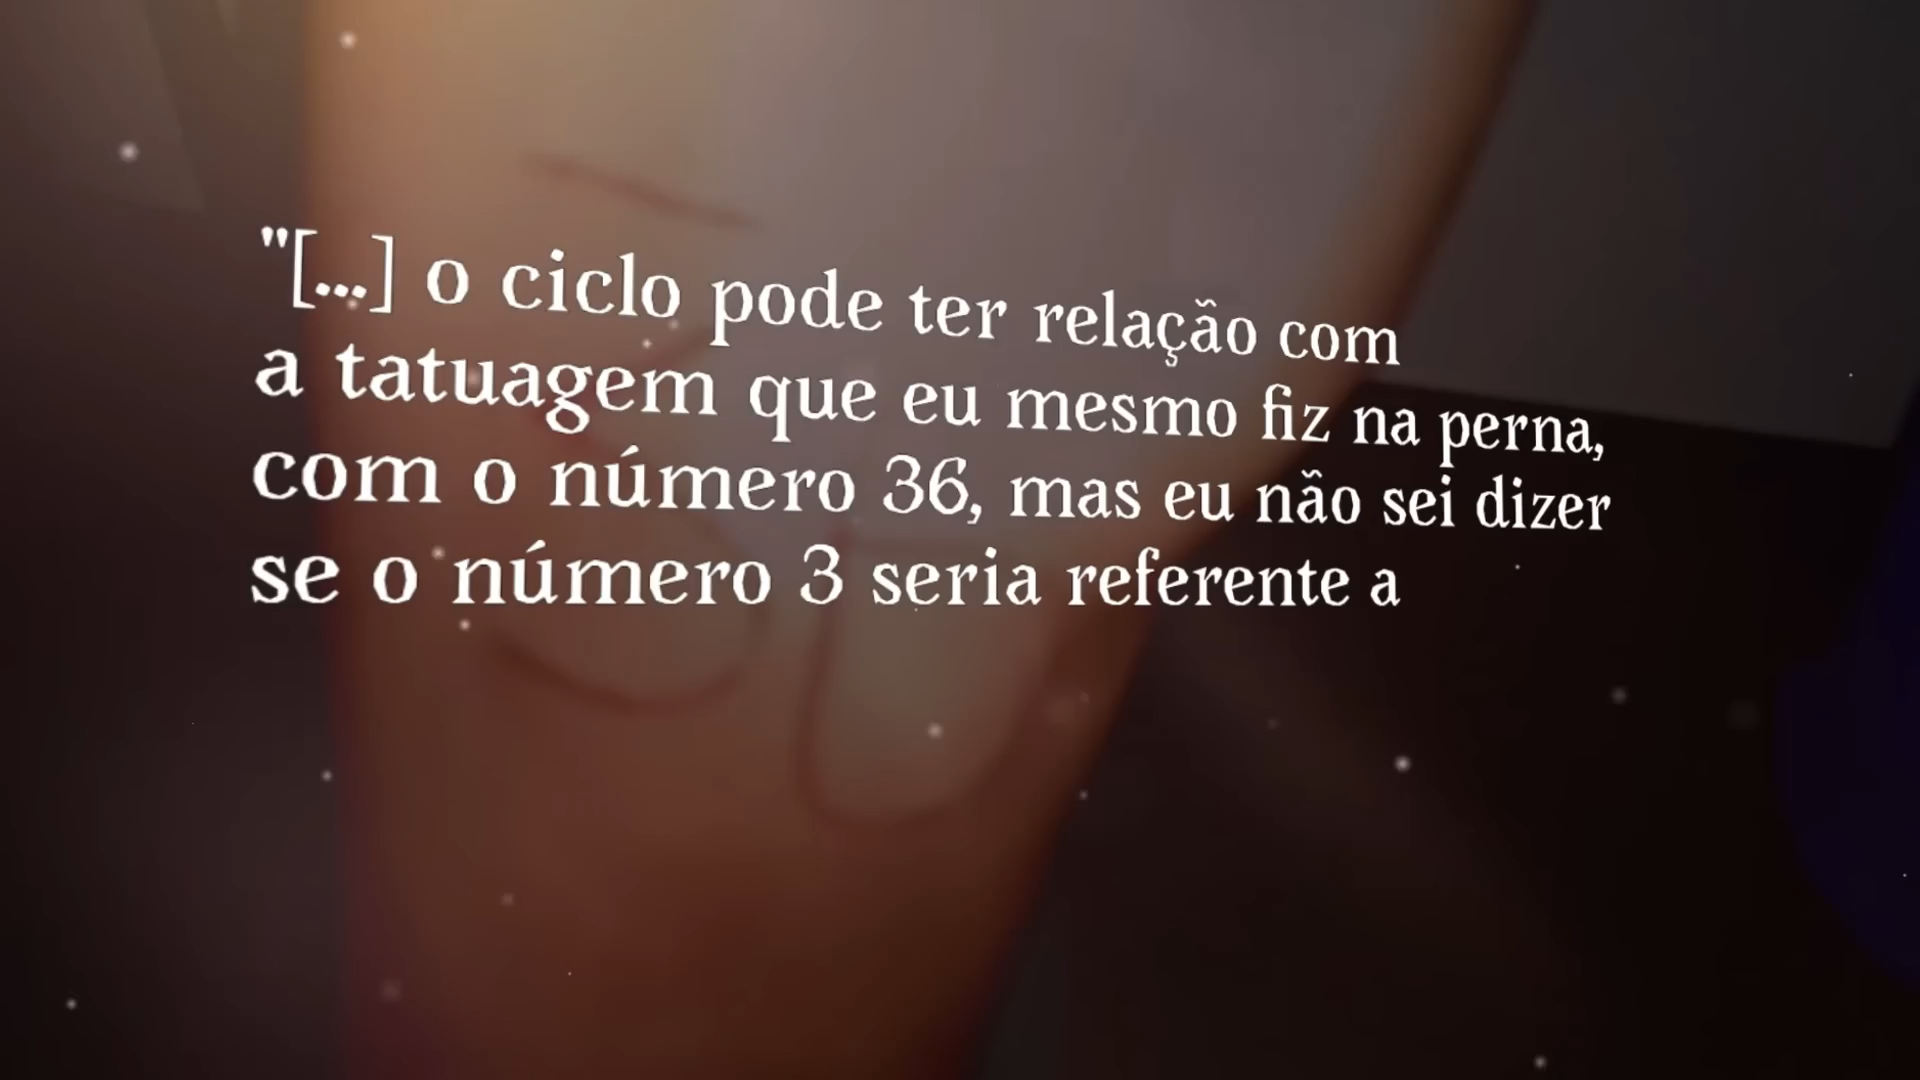 "[...] o ciclo pode ter relação com
a tatuagem que eu mesmo fiz na perna,
com o número 36, mas eu não sei dizer
se o número 3 seria referente a